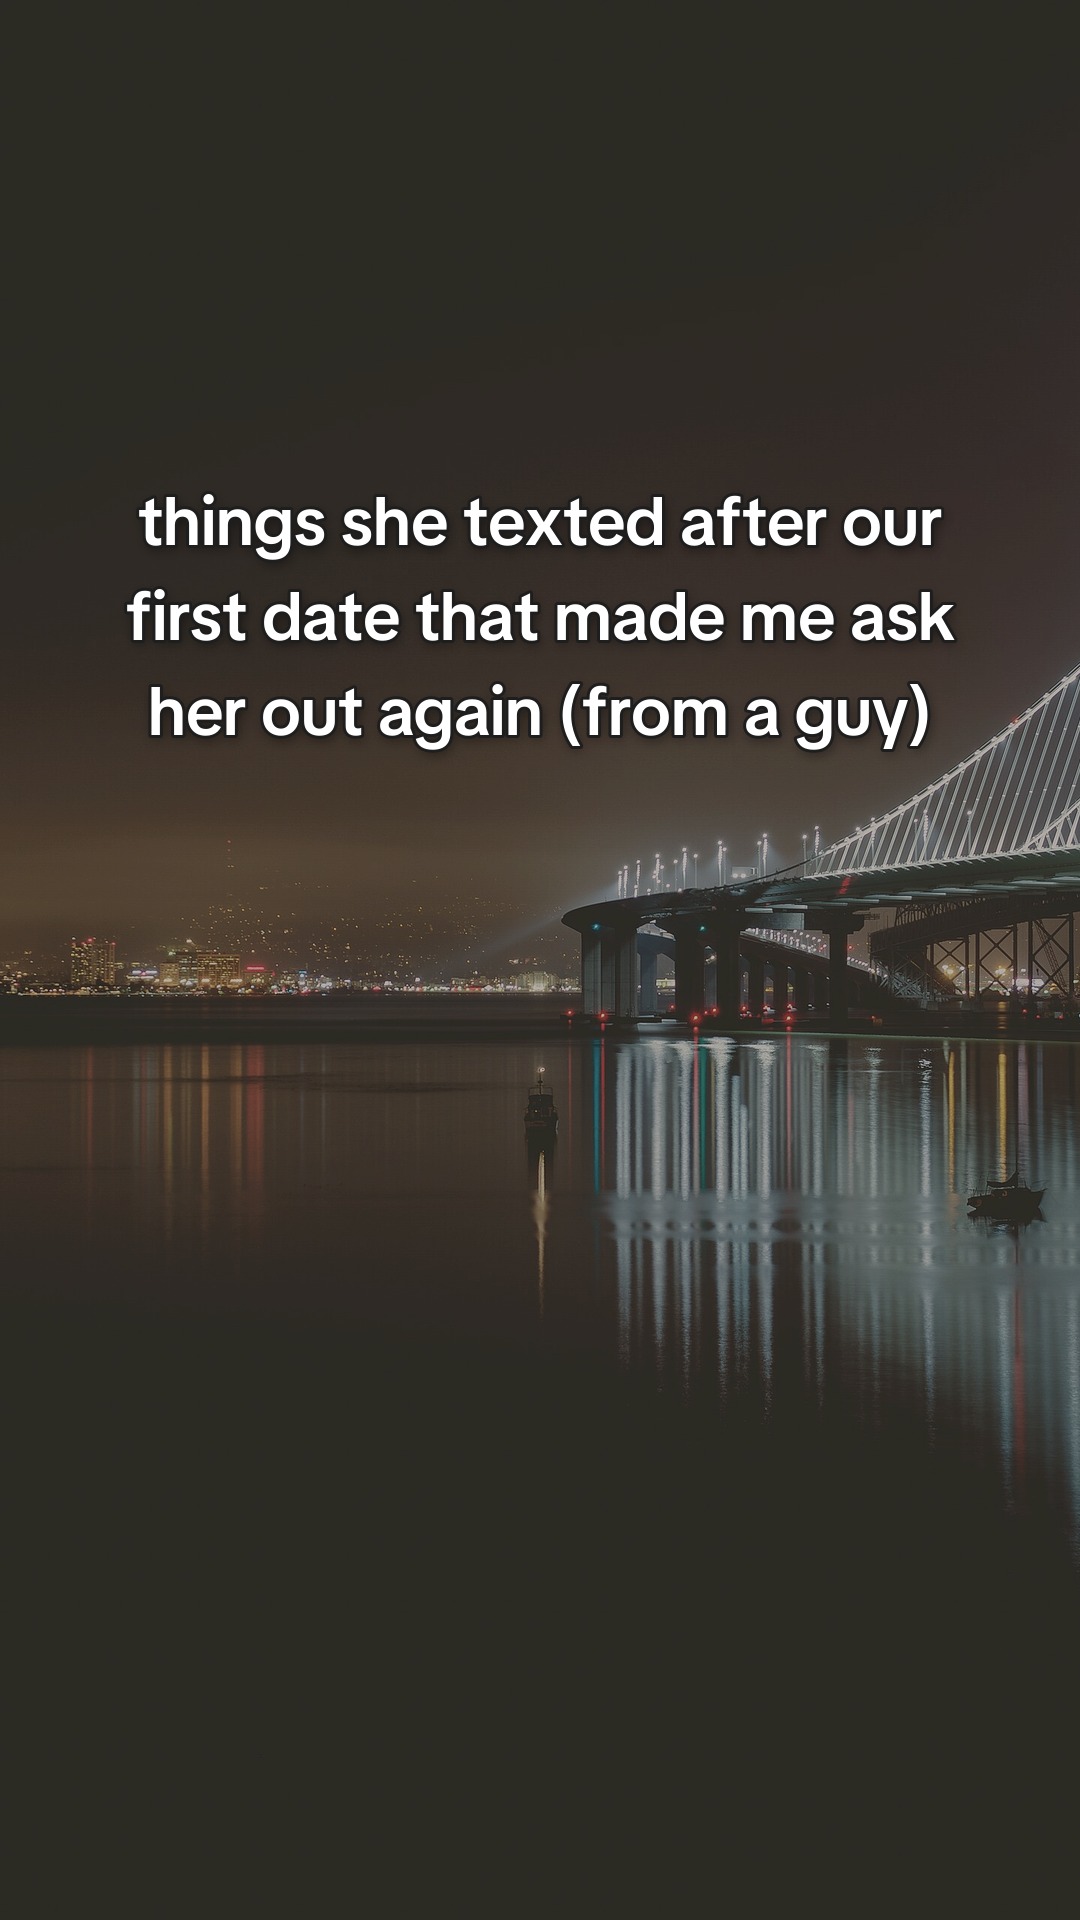 things she texted after our
first date that made me ask
her out again (from a guy)